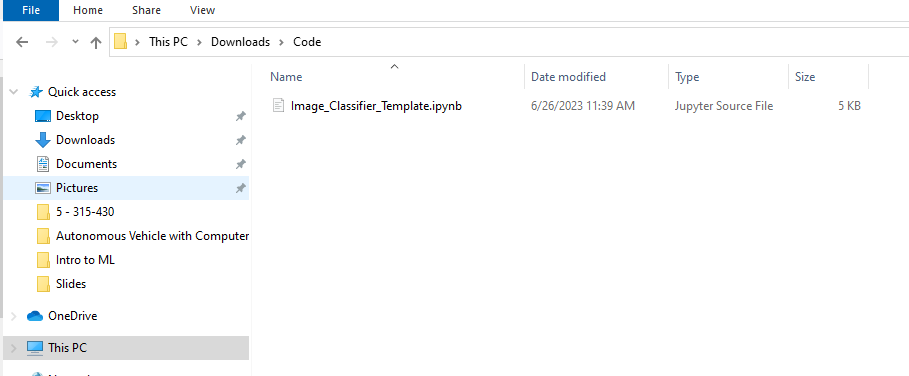 File Home Share View
This PC Downloads Code
Name Date modified Type Size
Quick access
Image_Classifier_Template.ipynb 6/26/2023 11:39 AM Jupyter Source File 5 KB
Desktop
Downloads
Documents
Pictures
5 - 315-430
Autonomous Vehicle with Computer
Intro to ML
Slides
OneDrive
This PC